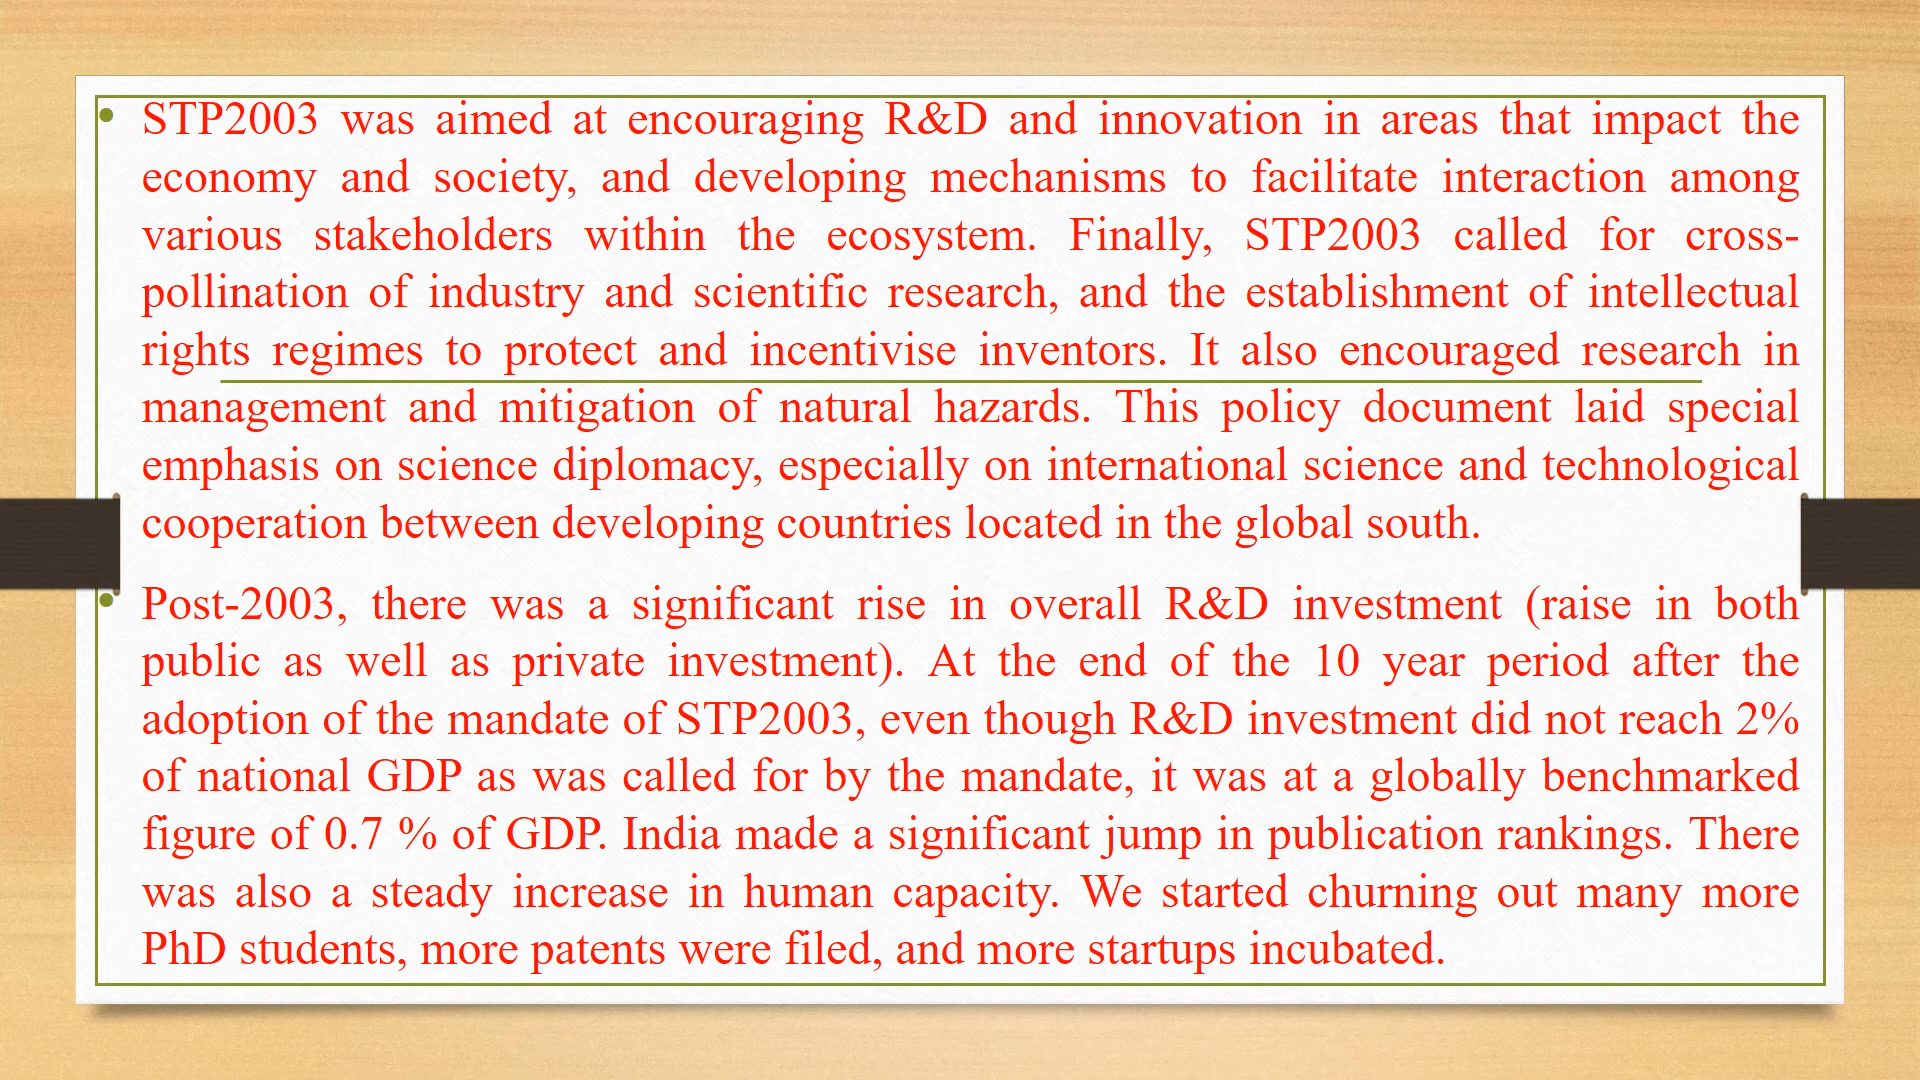 • STP2003 was aimed at encouraging R&D and innovation in areas that impact the
economy and society, and developing mechanisms to facilitate interaction among
various stakeholders within the ecosystem. Finally, STP2003 called for cross-
pollination of industry and scientific research, and the establishment of intellectual
rights regimes to protect and incentivise inventors. It also encouraged research in
management and mitigation of natural hazards. This policy document laid special
emphasis on science diplomacy, especially on international science and technological
cooperation between developing countries located in the global south.
• Post-2003, there was a significant rise in overall R&D investment (raise in both
public as well as private investment). At the end of the 10 year period after the
adoption of the mandate of STP2003, even though R&D investment did not reach 2%
of national GDP as was called for by the mandate, it was at a globally benchmarked
figure of 0.7 % of GDP. India made a significant jump in publication rankings. There
was also a steady increase in human capacity. We started churning out many more
PhD students, more patents were filed, and more startups incubated.